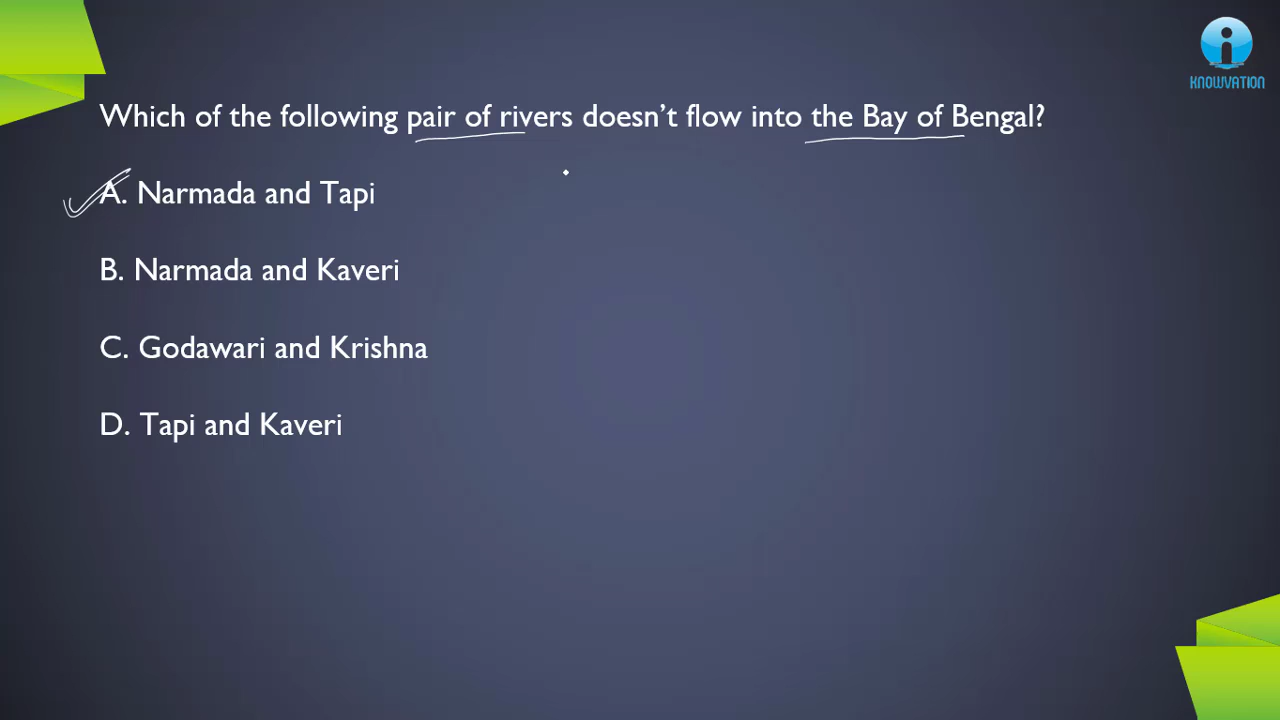 KNOWVATION
Which of the following pair of rivers doesn't flow into the Bay of Bengal?
A. Narmada and Tapi
B. Narmada and Kaveri
C. Godawari and Krishna
D. Tapi and Kaveri